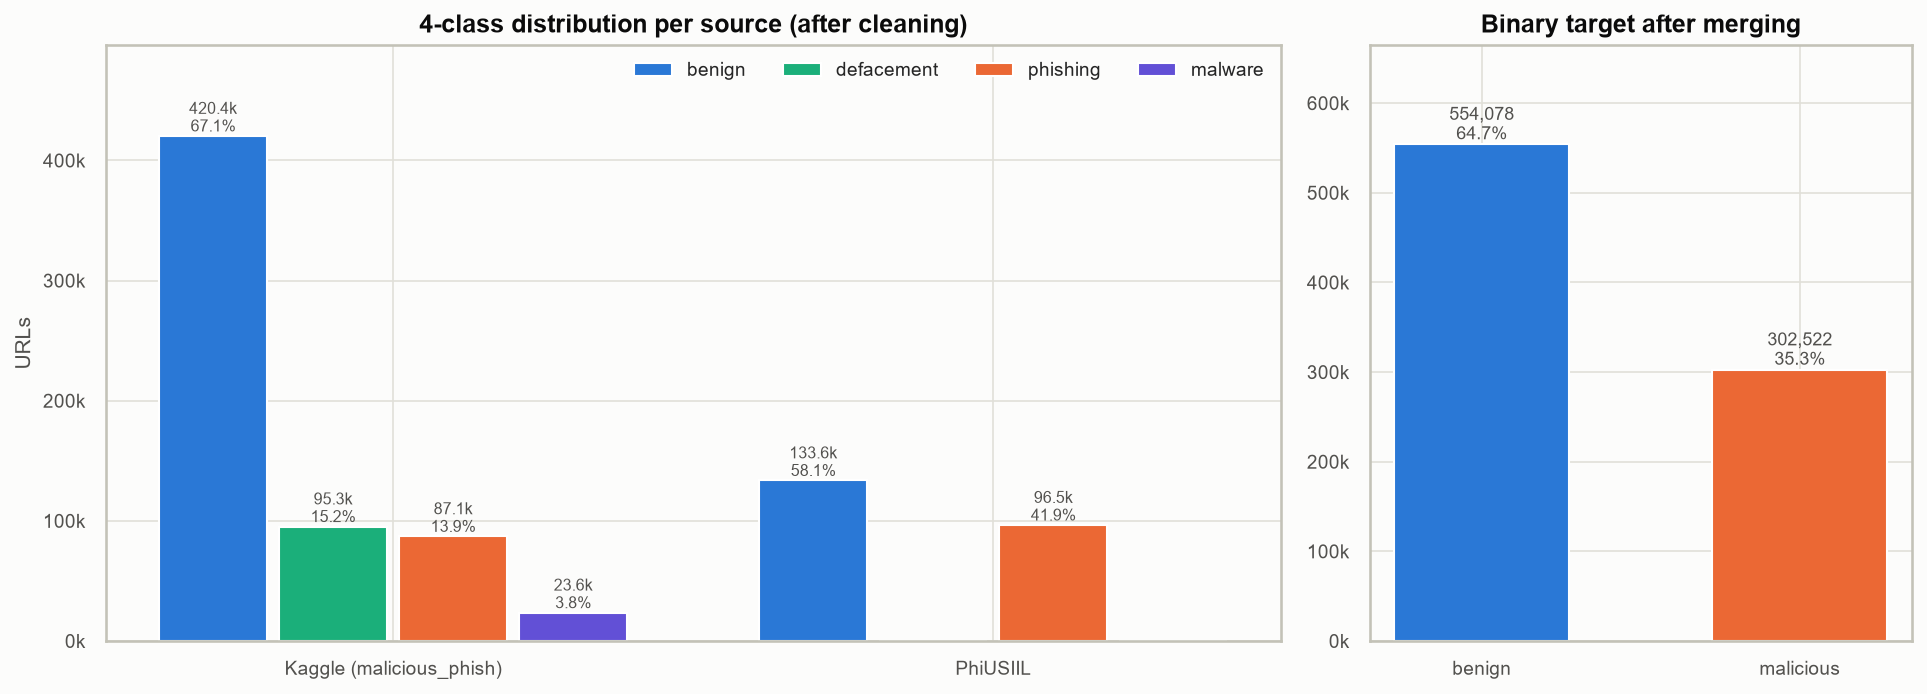 4-class distribution per source (after cleaning)
benign
defacement
phishing
malware
URLs
400k
300k
200k
100k
0k
420.4k
67.1%
95.3k
15.2%
87.1k
13.9%
23.6k
3.8%
133.6k
58.1%
96.5k
41.9%
Kaggle (malicious_phish)
PhiUSIIL
Binary target after merging
600k
500k
400k
300k
200k
100k
0k
554,078
64.7%
302,522
35.3%
benign
malicious